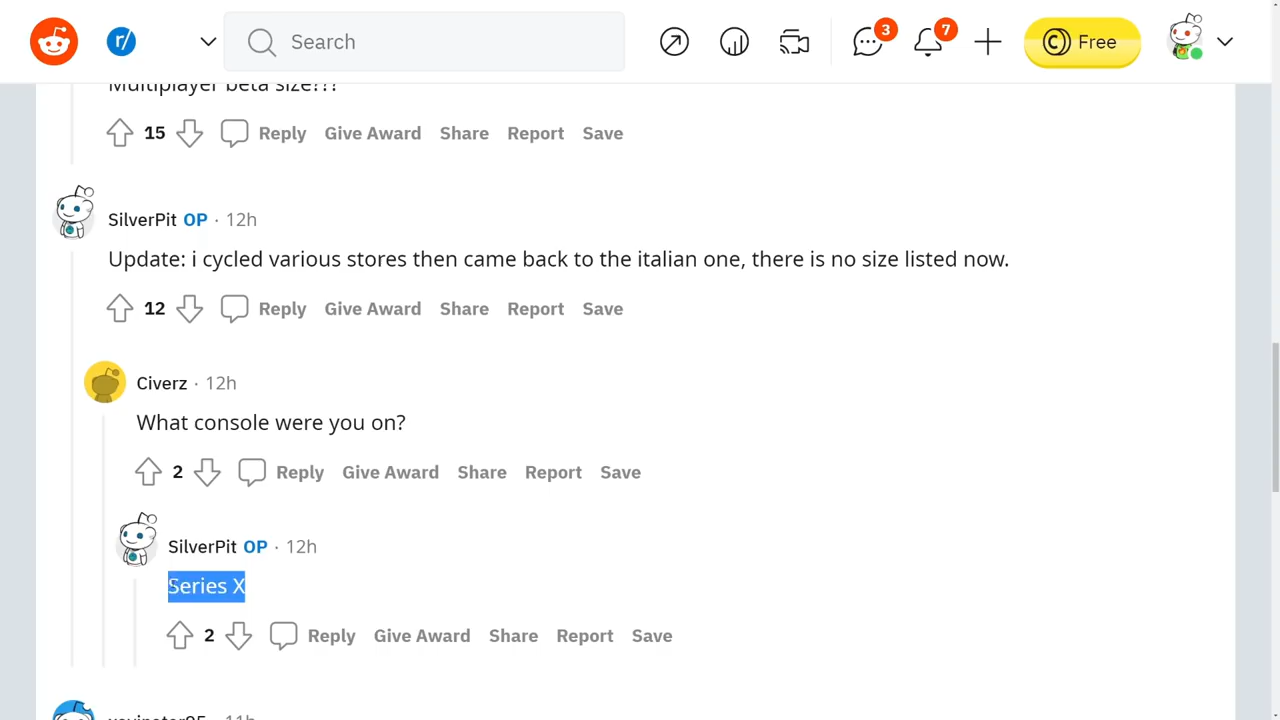 r/
Search
3
7
Free
Multiplayer beta size???
15 Reply Give Award Share Report Save
SilverPit OP · 12h
Update: i cycled various stores then came back to the italian one, there is no size listed now.
12 Reply Give Award Share Report Save
Civerz · 12h
What console were you on?
2 Reply Give Award Share Report Save
SilverPit OP · 12h
Series X
2 Reply Give Award Share Report Save
11h